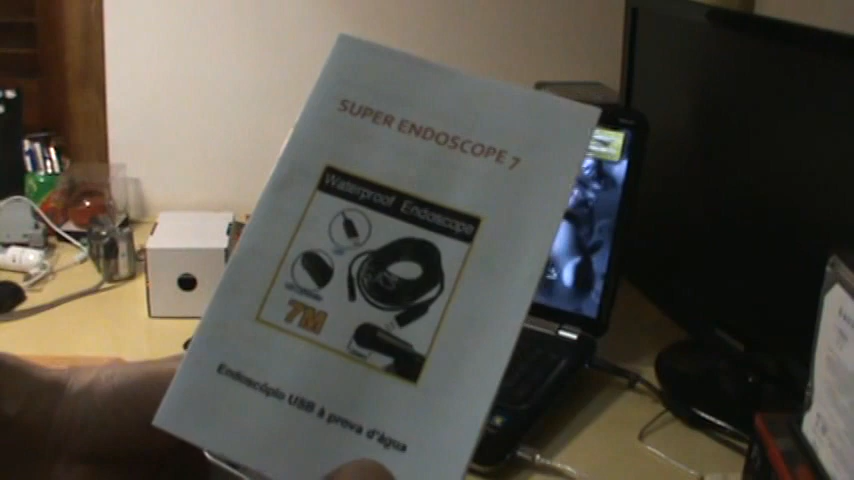 SUPER ENDOSCOPE 7
Waterproof Endoscope
7M
Endoscópio USB à prova d'água